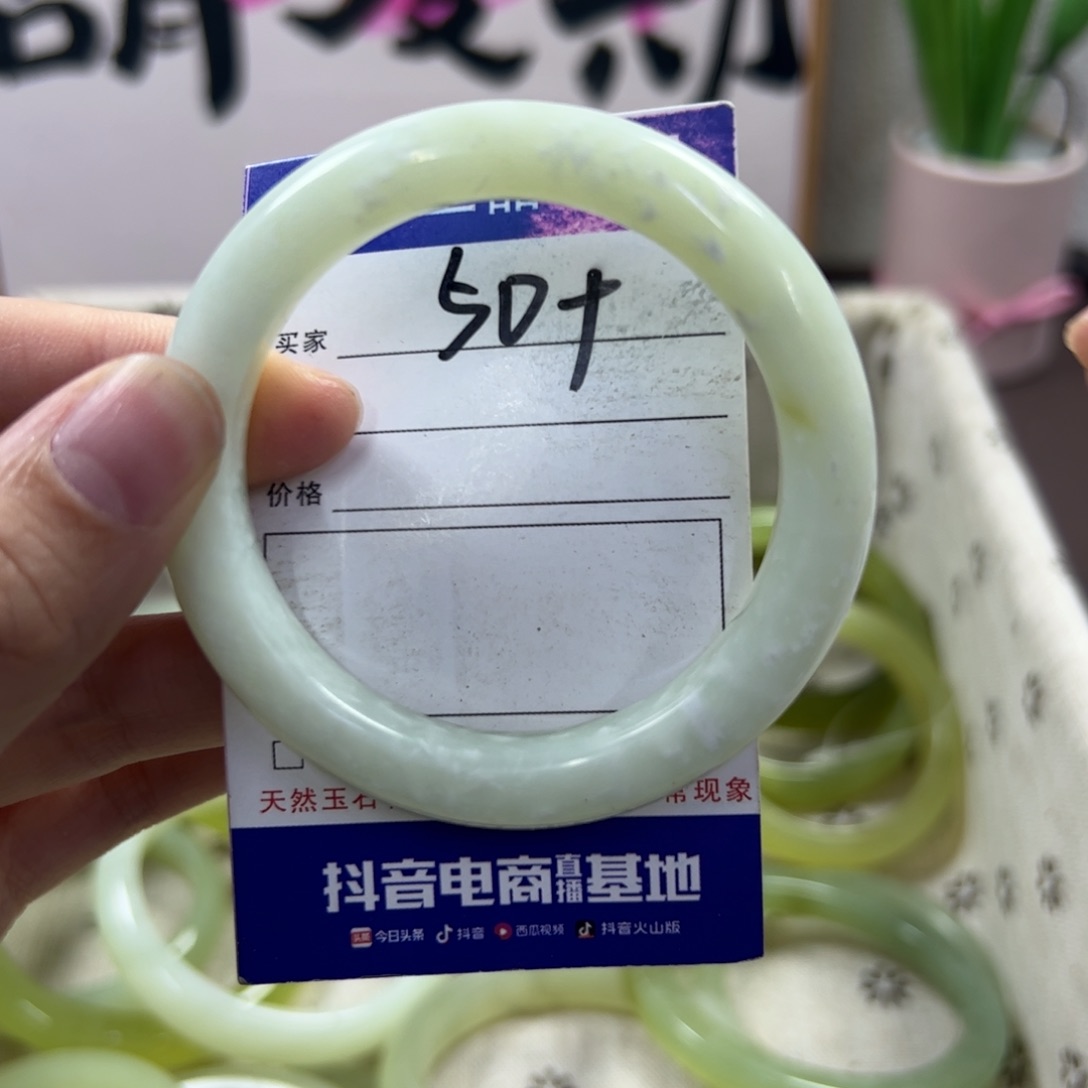 50+
买家
价格
天然玉石
常现象
抖音电商直播基地
今日头条 抖音 西瓜视频 抖音火山版